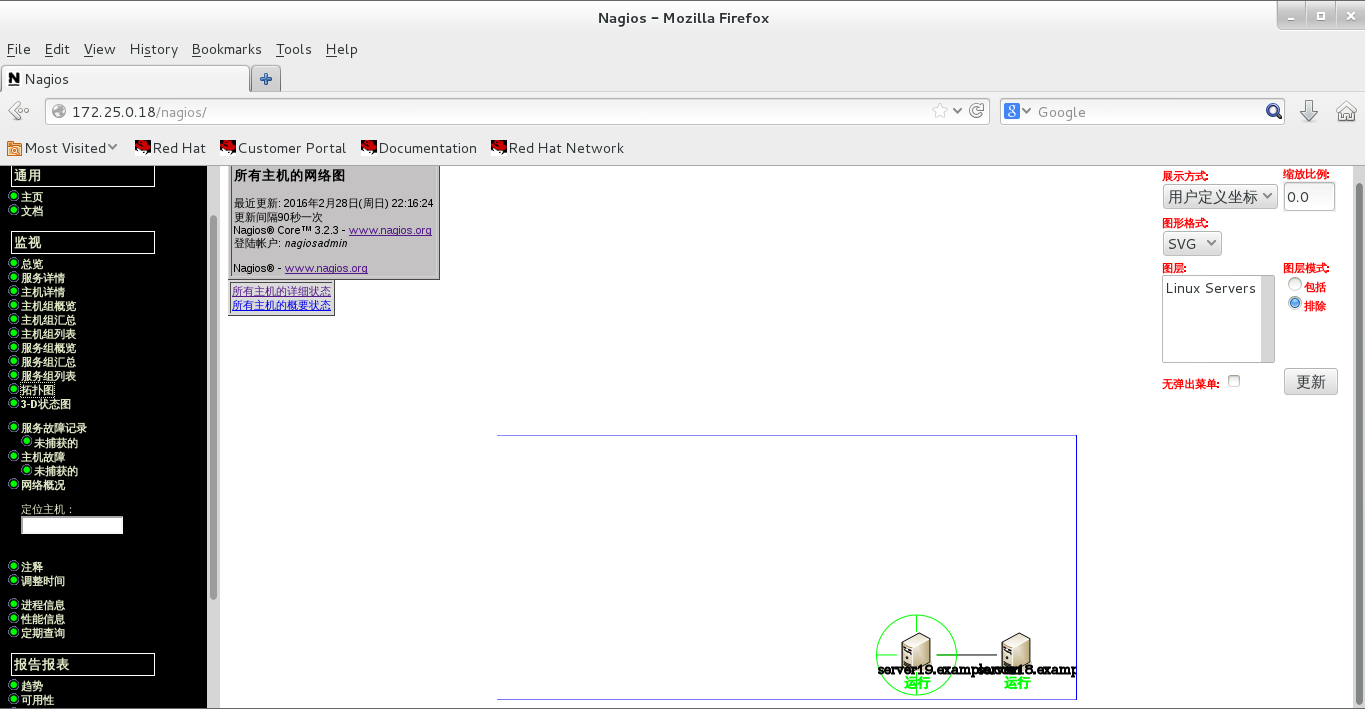 Nagios - Mozilla Firefox
File Edit View History Bookmarks Tools Help
Nagios
172.25.0.18/nagios/
Google
Most Visited Red Hat Customer Portal Documentation Red Hat Network
通用
主页
文档
监视
总览
服务详情
主机详情
主机组概览
主机组汇总
主机组列表
服务组概览
服务组汇总
服务组列表
拓扑图
3-D状态图
服务故障记录
未捕获的
主机故障
未捕获的
网络概况
定位主机：
注释
调整时间
进程信息
性能信息
定期查询
报告报表
趋势
可用性
所有主机的网络图
最近更新: 2016年2月28日(周日) 22:16:24
更新间隔90秒一次
Nagios® Core™ 3.2.3 - www.nagios.org
登陆帐户: nagiosadmin
Nagios® - www.nagios.org
所有主机的详细状态
所有主机的概要状态
展示方式:
用户定义坐标
缩放比例:
0.0
图形格式:
SVG
图层:
Linux Servers
图层模式:
包括
排除
无弹出菜单:
更新
server19.example
server18.examp
运行
运行